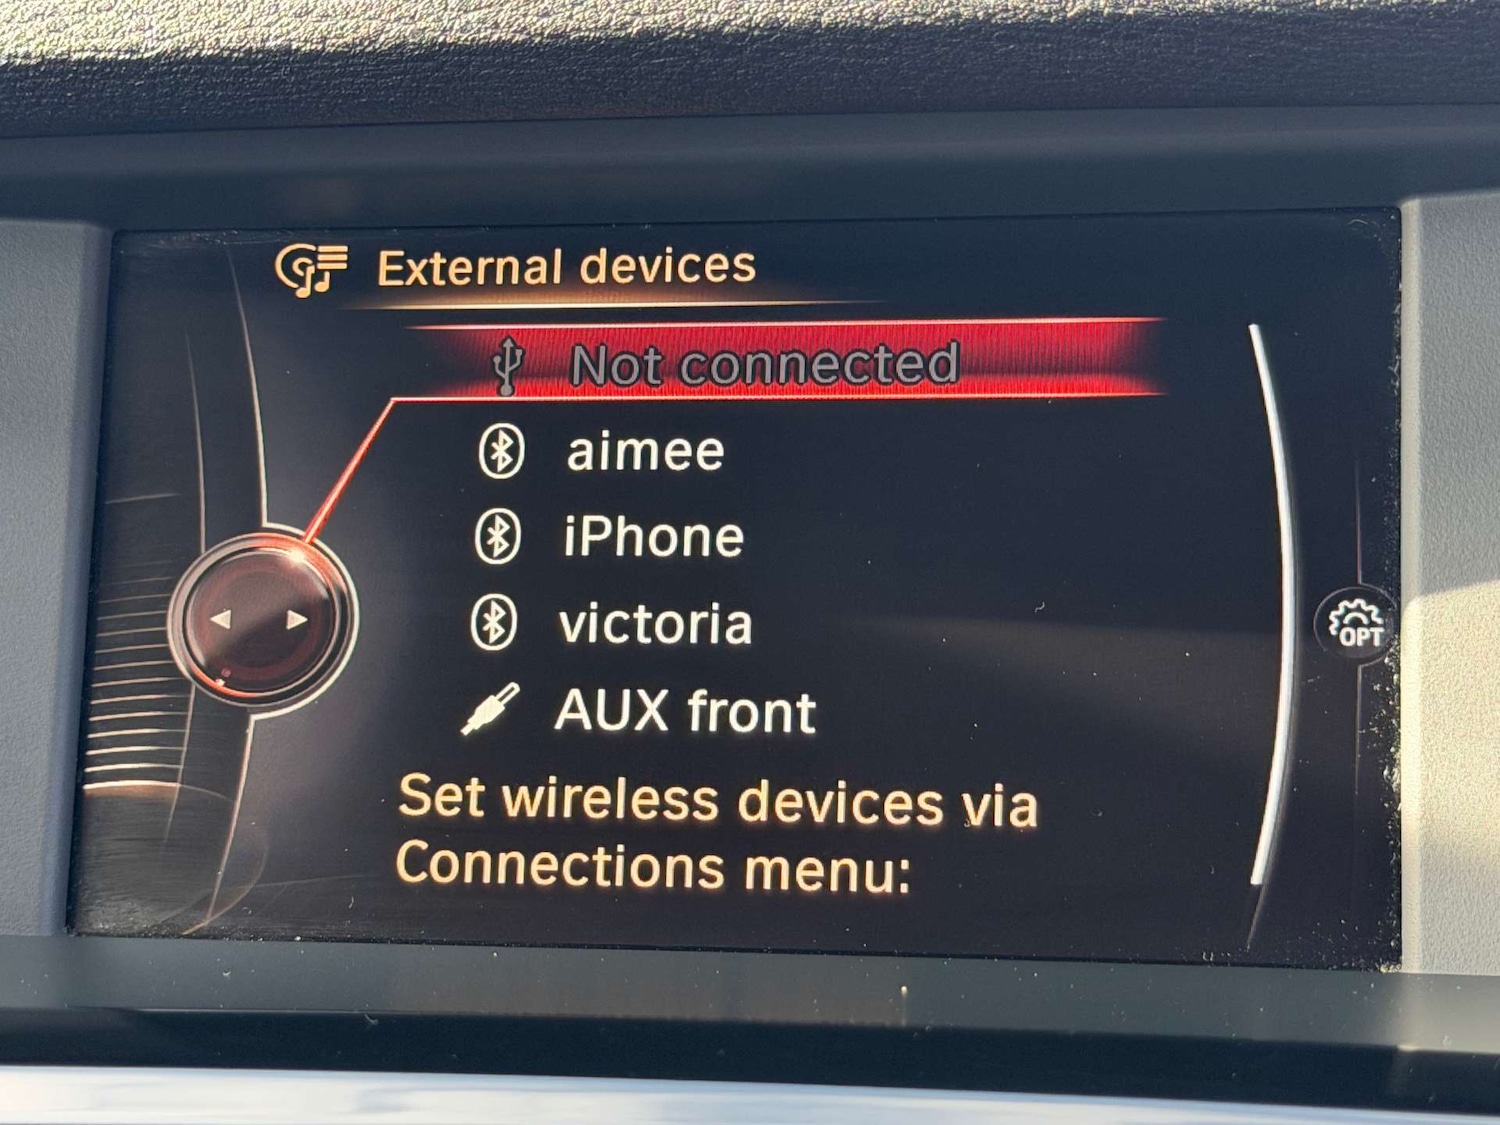 External devices
Not connected
aimee
iPhone
victoria
AUX front
OPT
Set wireless devices via
Connections menu: